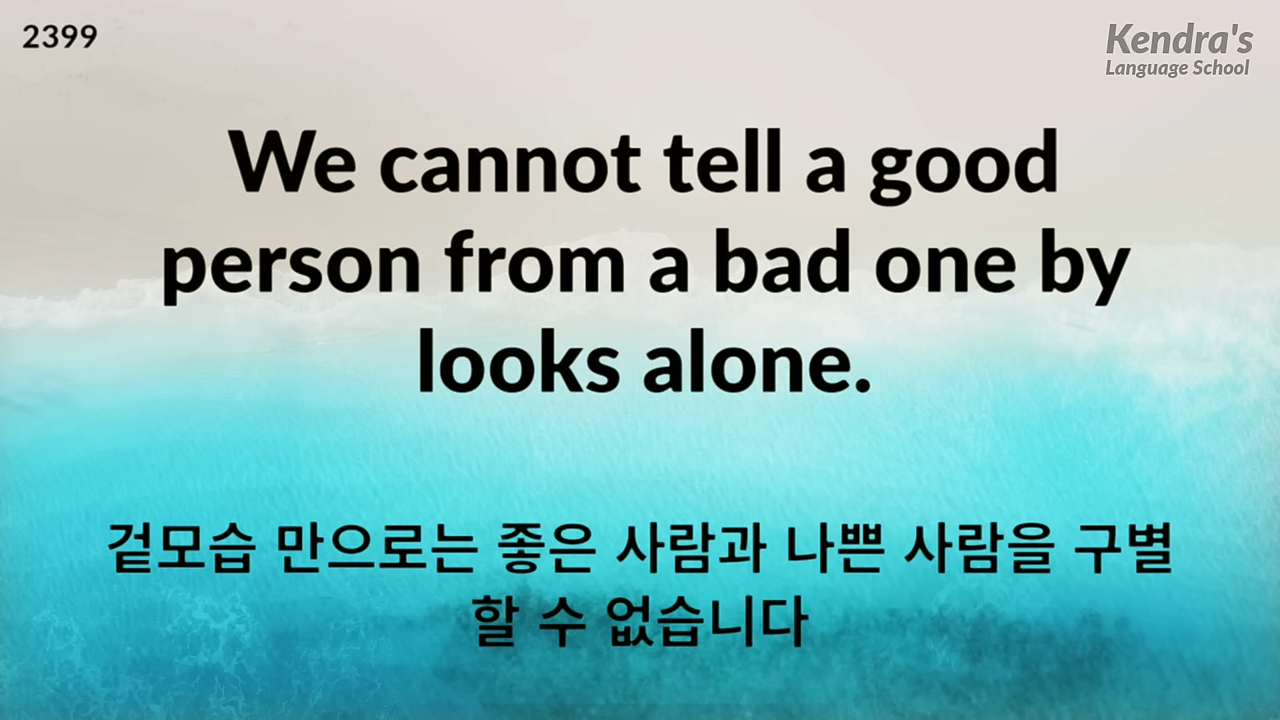 2399
Kendra's
Language School
We cannot tell a good
person from a bad one by
looks alone.
겉모습 만으로는 좋은 사람과 나쁜 사람을 구별
할 수 없습니다